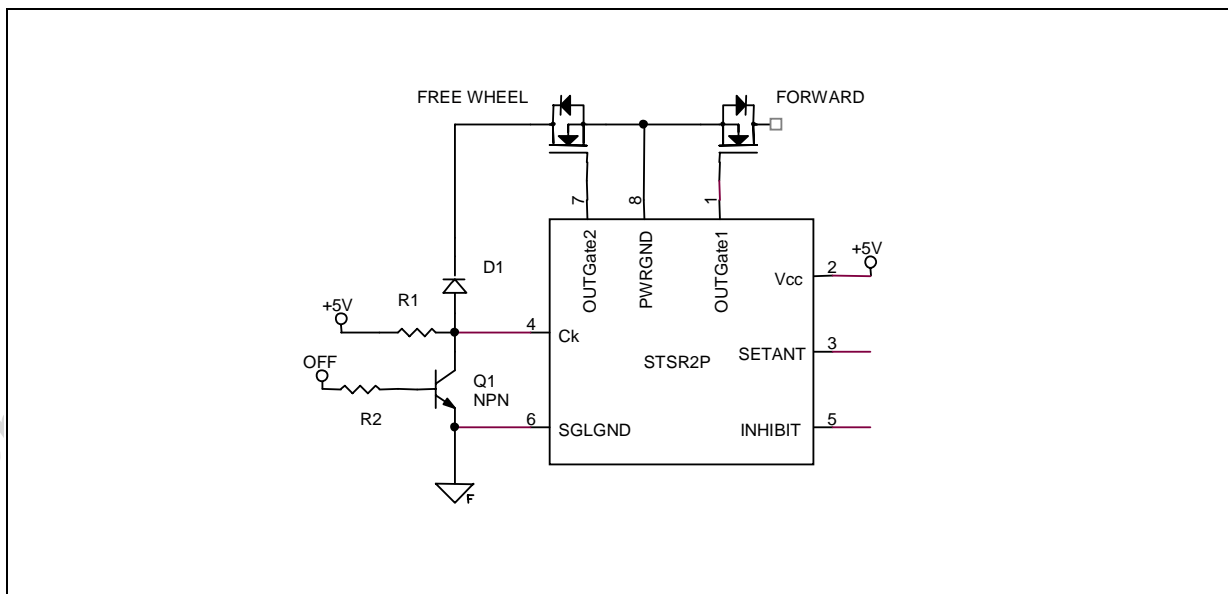 FREE WHEEL
FORWARD
7
8
1
OUTGate2
PWRGND
OUTGate1
+5V
D1
2
Vcc
R1
+5V
4
Ck
3
SETANT
STSR2P
OFF
Q1
NPN
R2
6
SGLGND
5
INHIBIT
F